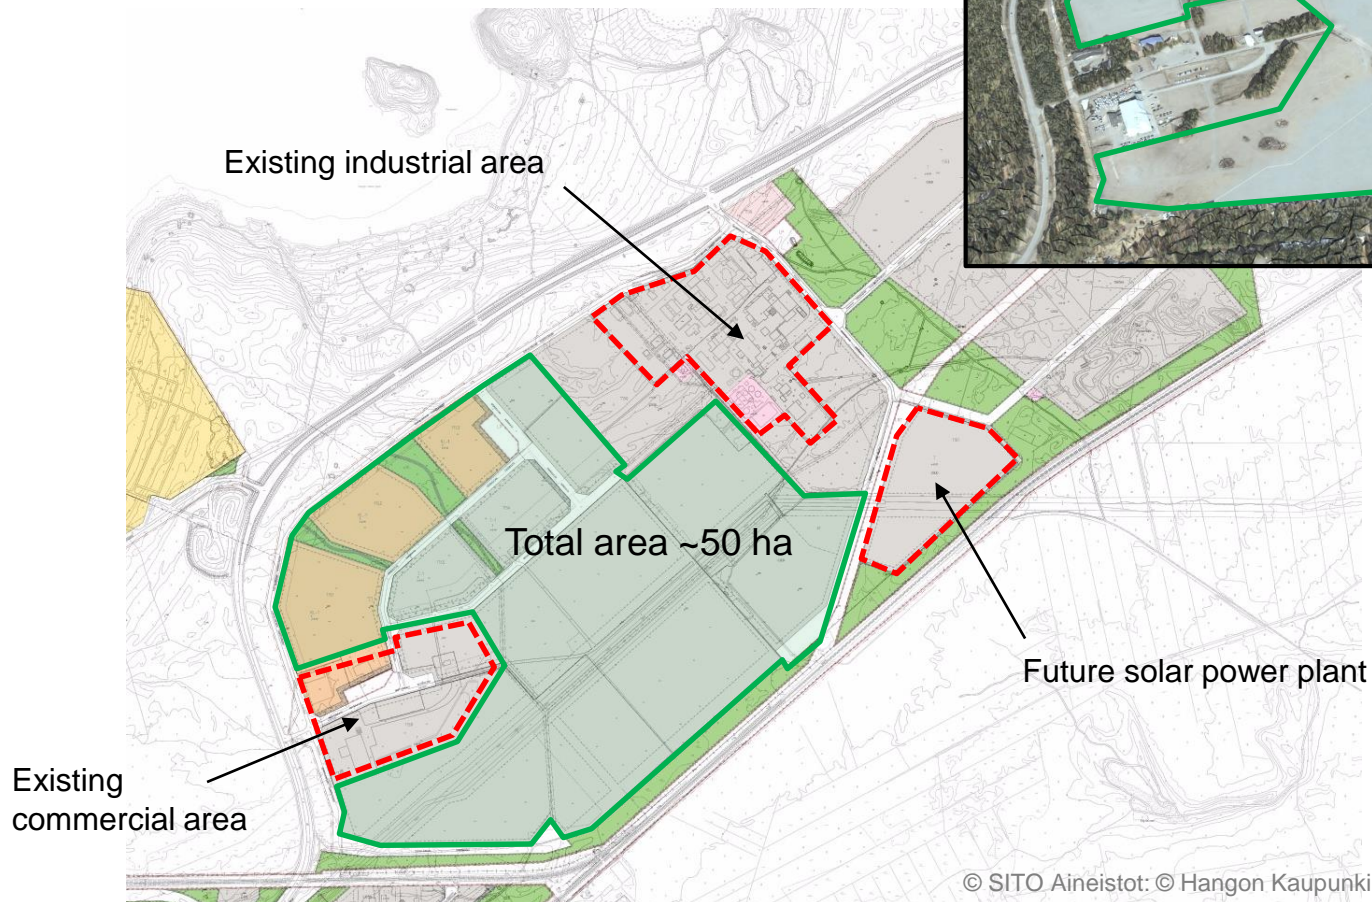 Existing industrial area
Total area ~50 ha
Future solar power plant
Existing
commercial area
© SITO Aineistot: © Hangon Kaupunki